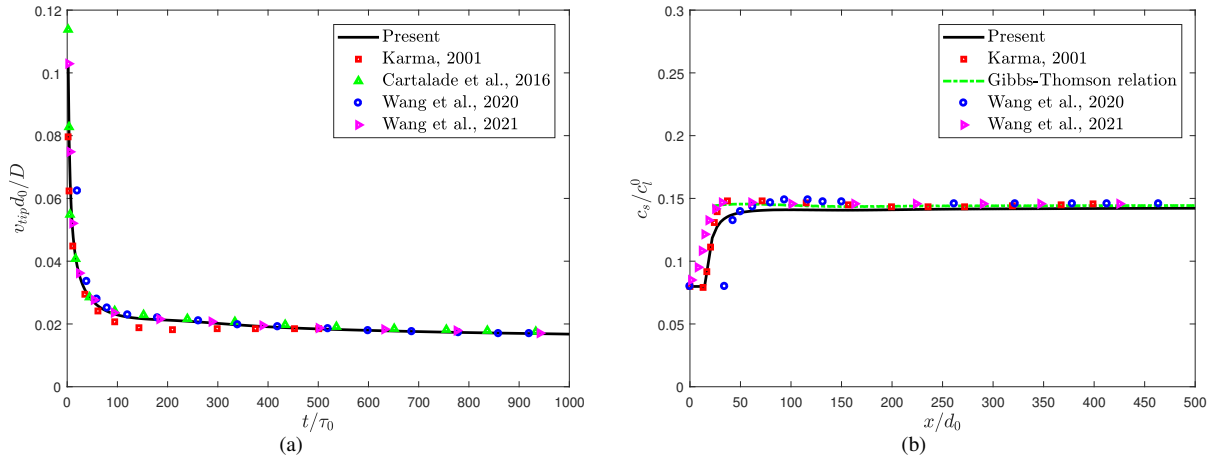 0.12
0.1
0.08
0.06
0.04
0.02
0
v_{tip}d_0/D
0 100 200 300 400 500 600 700 800 900 1000
t/τ_0
Present
Karma, 2001
Cartalade et al., 2016
Wang et al., 2020
Wang et al., 2021
(a)
0.3
0.25
0.2
0.15
0.1
0.05
0
c_s/c_l^0
0 50 100 150 200 250 300 350 400 450 500
x/d_0
Present
Karma, 2001
Gibbs-Thomson relation
Wang et al., 2020
Wang et al., 2021
(b)